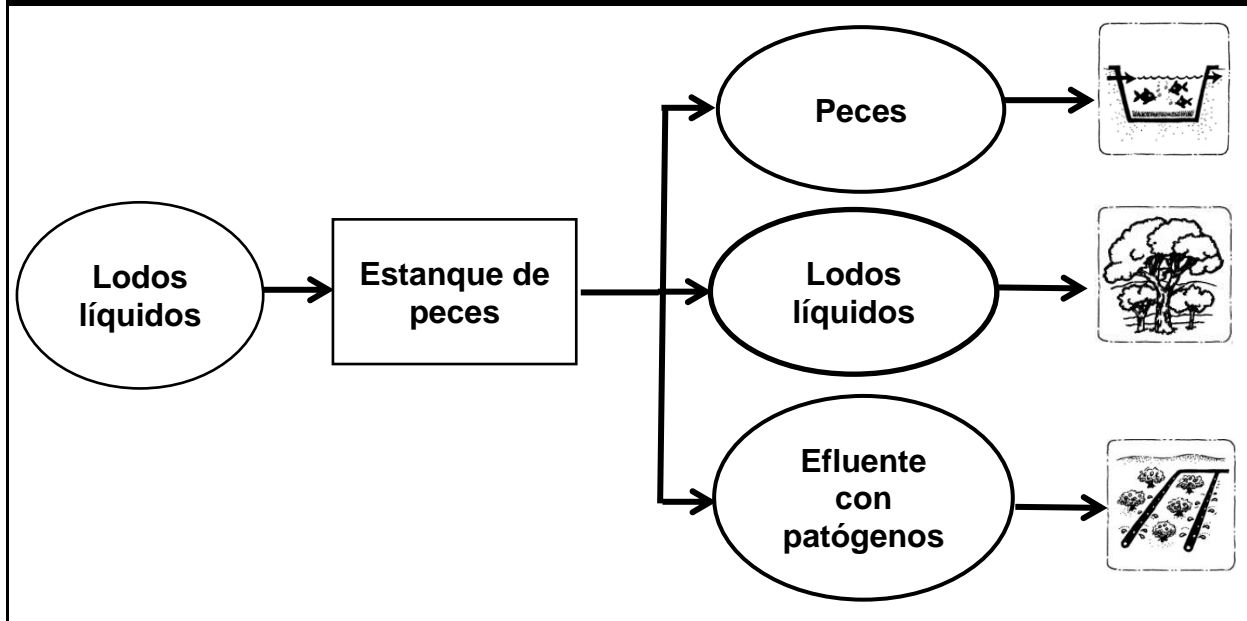 Lodos
líquidos
Estanque de
peces
Peces
Lodos
líquidos
Efluente
con
patógenos